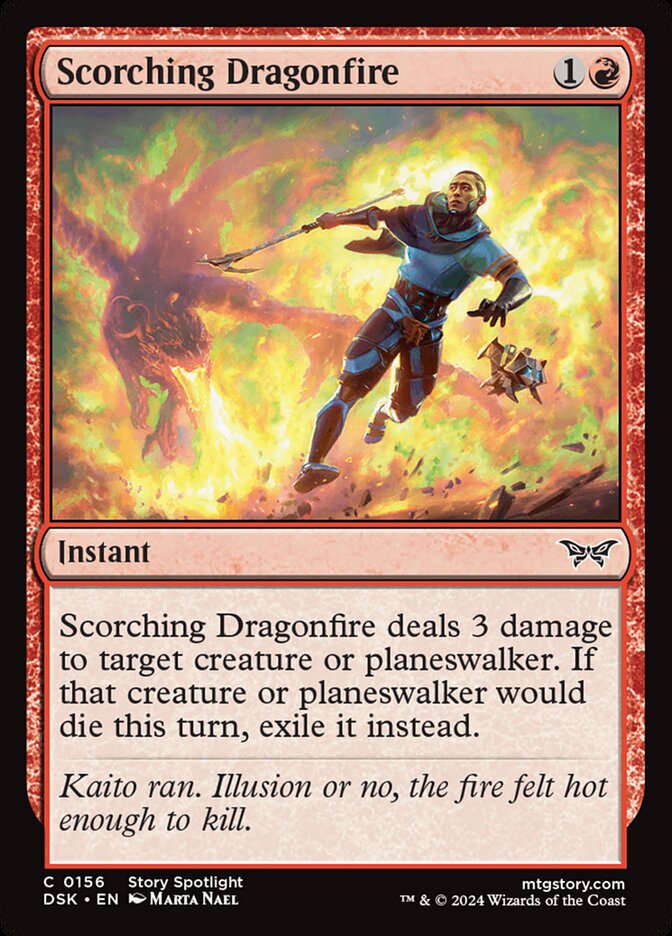 Scorching Dragonfire 1
Instant
Scorching Dragonfire deals 3 damage
to target creature or planeswalker. If
that creature or planeswalker would
die this turn, exile it instead.
Kaito ran. Illusion or no, the fire felt hot
enough to kill.
C 0156 Story Spotlight mtgstory.com
DSK • EN Marta Nael ™ & © 2024 Wizards of the Coast